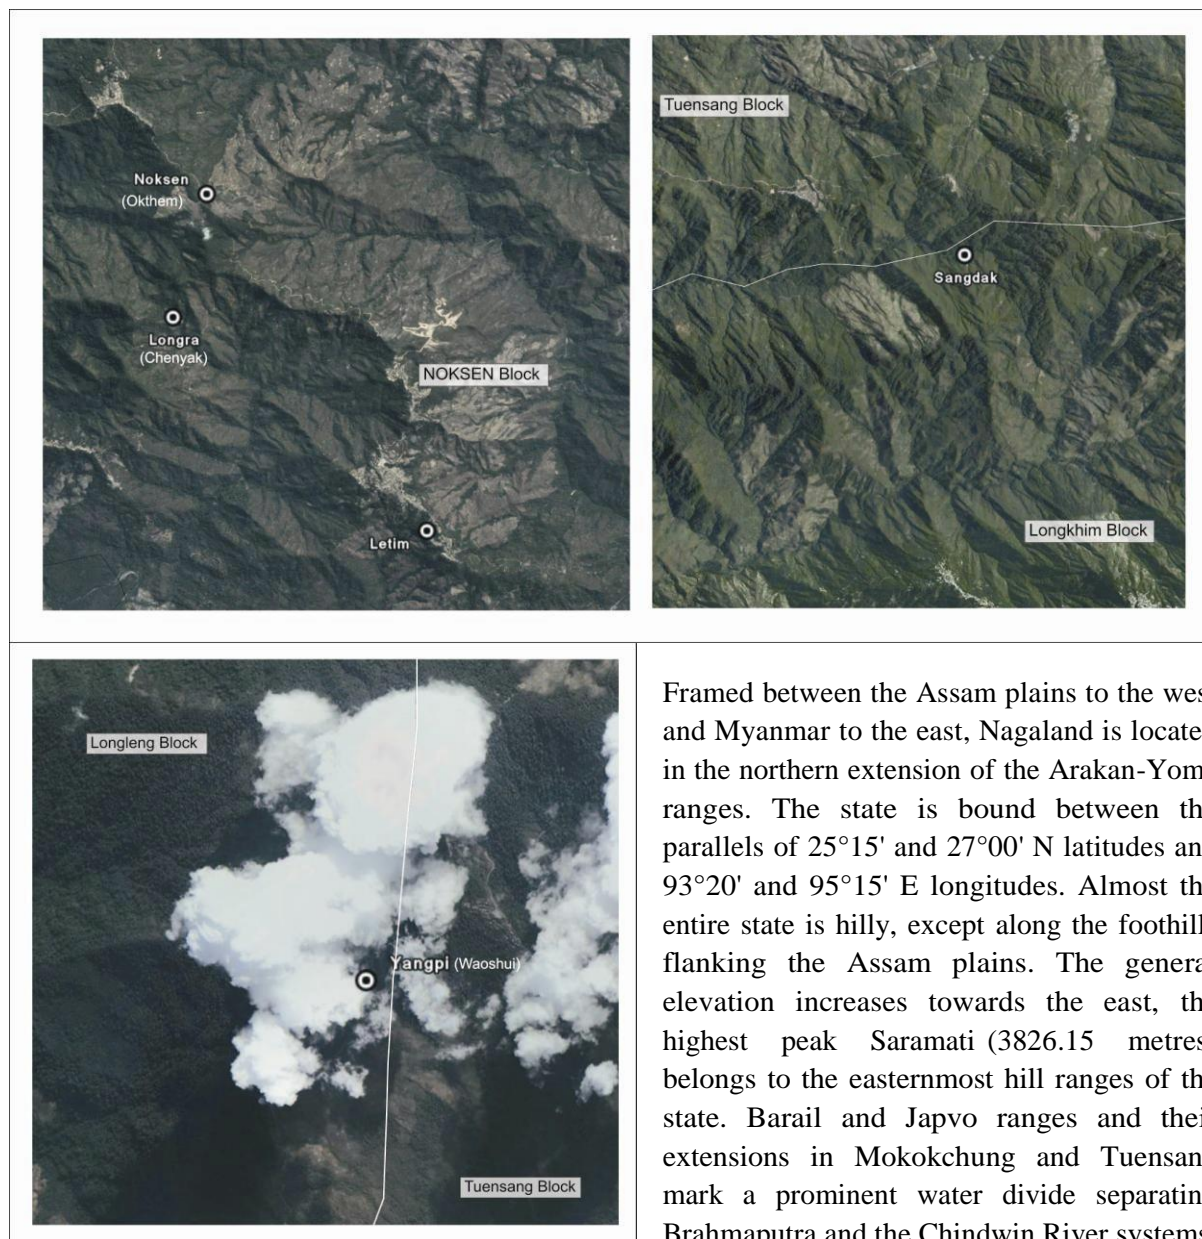 Noksen
(Okthem)
Longra
(Chenyak)
NOKSEN Block
Letim
Tuensang Block
Sangdak
Longkhim Block
Longleng Block
Yangpi (Waoshui)
Tuensang Block
Framed between the Assam plains to the wes
and Myanmar to the east, Nagaland is locate
in the northern extension of the Arakan-Yom
ranges. The state is bound between th
parallels of 25°15' and 27°00' N latitudes an
93°20' and 95°15' E longitudes. Almost th
entire state is hilly, except along the foothill
flanking the Assam plains. The genera
elevation increases towards the east, th
highest peak Saramati (3826.15 metres
belongs to the easternmost hill ranges of th
state. Barail and Japvo ranges and thei
extensions in Mokokchung and Tuensan
mark a prominent water divide separatin
Brahmaputra and the Chindwin River systems